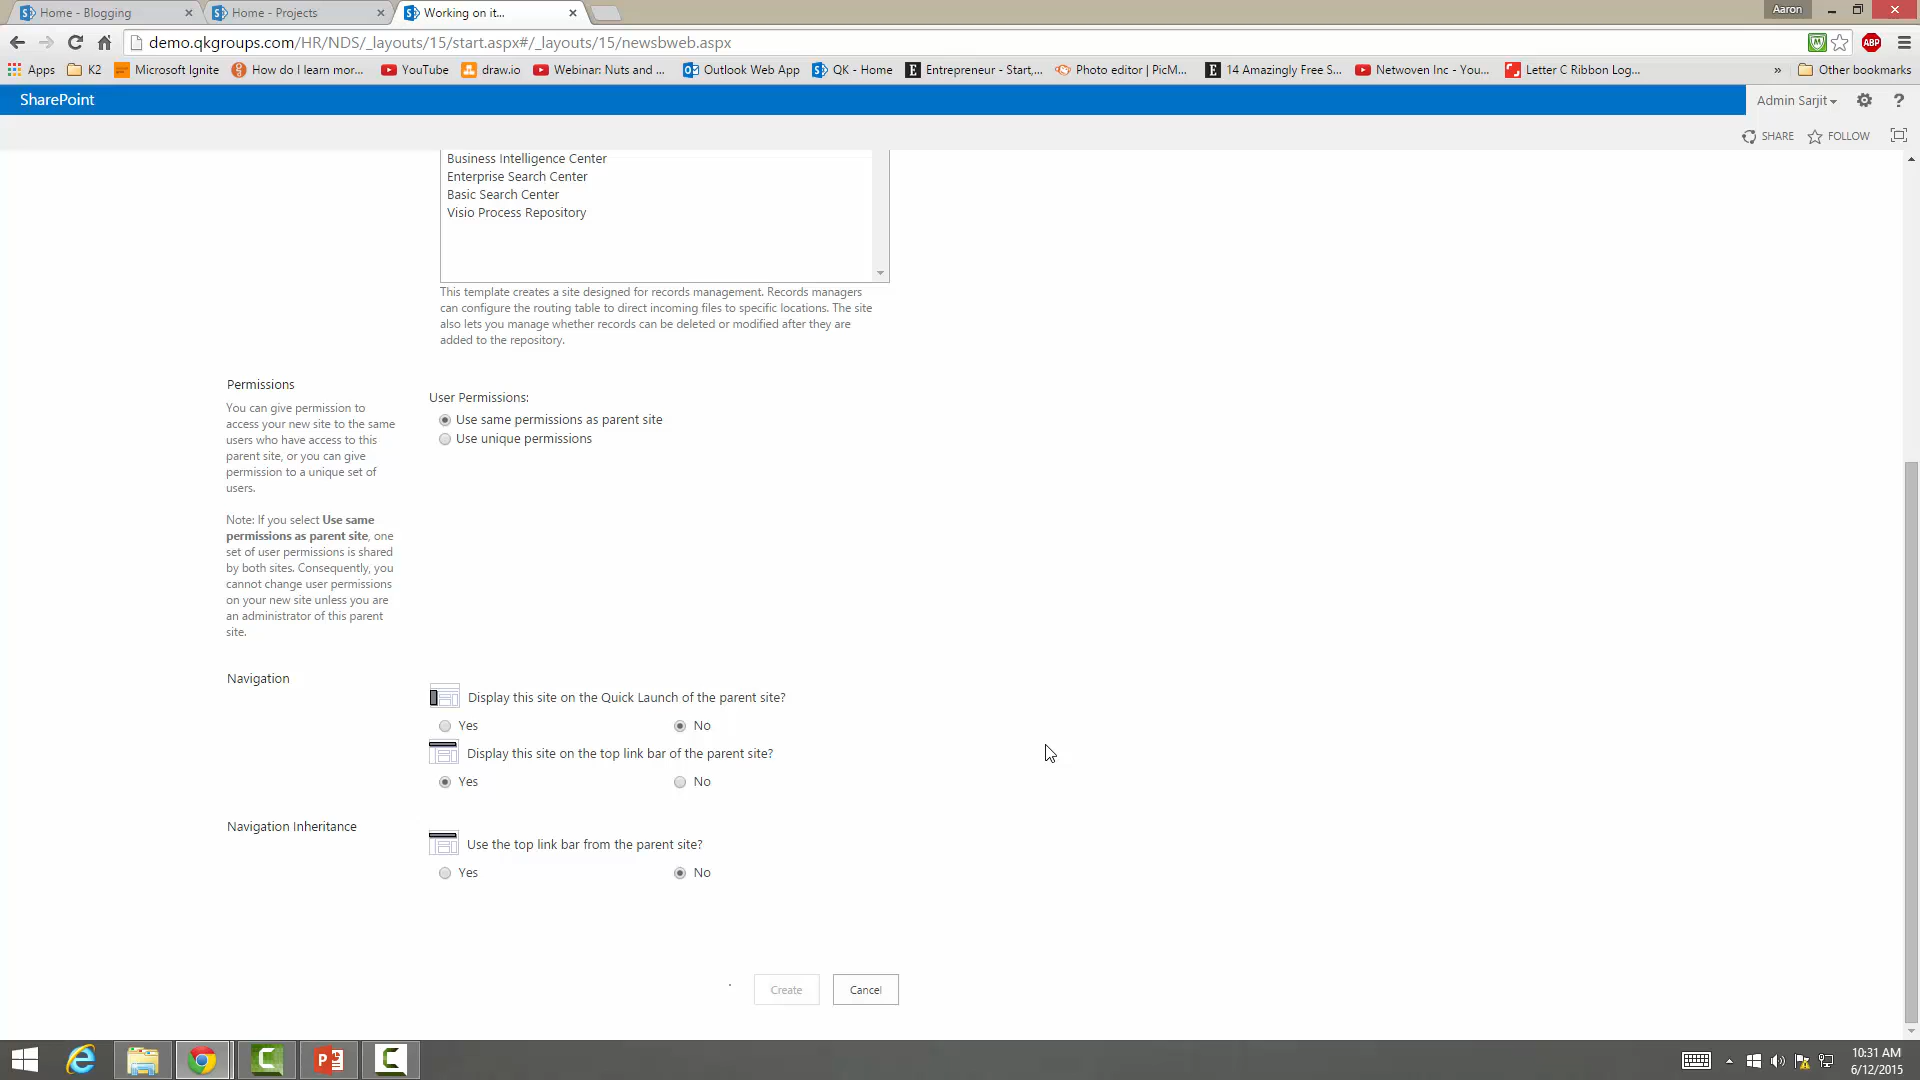 Home - Blogging
Home - Projects
Working on it...
Aaron
demo.qkgroups.com/HR/NDS/_layouts/15/start.aspx#/_layouts/15/newsbweb.aspx
ABP
Apps
K2
Microsoft Ignite
How do I learn mor...
YouTube
draw.io
Webinar: Nuts and ...
Outlook Web App
QK - Home
Entrepreneur - Start,...
Photo editor | PicM...
14 Amazingly Free S...
Netwoven Inc - You...
Letter C Ribbon Log...
»
Other bookmarks
SharePoint
Admin Sarjit
?
SHARE
FOLLOW
Business Intelligence Center
Enterprise Search Center
Basic Search Center
Visio Process Repository
This template creates a site designed for records management. Records managers
can configure the routing table to direct incoming files to specific locations. The site
also lets you manage whether records can be deleted or modified after they are
added to the repository.
Permissions
You can give permission to
access your new site to the same
users who have access to this
parent site, or you can give
permission to a unique set of
users.
Note: If you select Use same
permissions as parent site, one
set of user permissions is shared
by both sites. Consequently, you
cannot change user permissions
on your new site unless you are
an administrator of this parent
site.
User Permissions:
Use same permissions as parent site
Use unique permissions
Navigation
Display this site on the Quick Launch of the parent site?
Yes
No
Display this site on the top link bar of the parent site?
Yes
No
Navigation Inheritance
Use the top link bar from the parent site?
Yes
No
Create
Cancel
10:31 AM
6/12/2015